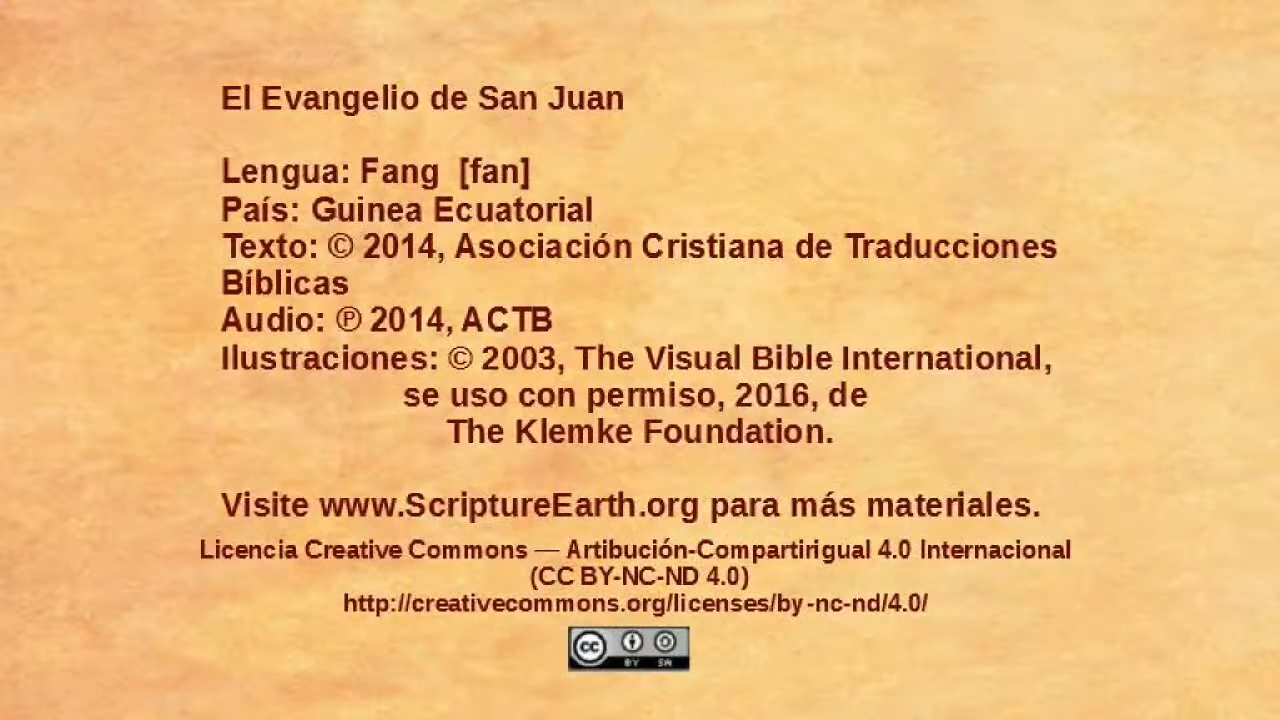 El Evangelio de San Juan
Lengua: Fang [fan]
País: Guinea Ecuatorial
Texto: © 2014, Asociación Cristiana de Traducciones
Bíblicas
Audio: ℗ 2014, ACTB
Ilustraciones: © 2003, The Visual Bible International,
se uso con permiso, 2016, de
The Klemke Foundation.
Visite www.ScriptureEarth.org para más materiales.
Licencia Creative Commons — Artibución-Compartirigual 4.0 Internacional
(CC BY-NC-ND 4.0)
http://creativecommons.org/licenses/by-nc-nd/4.0/
cc BY SA